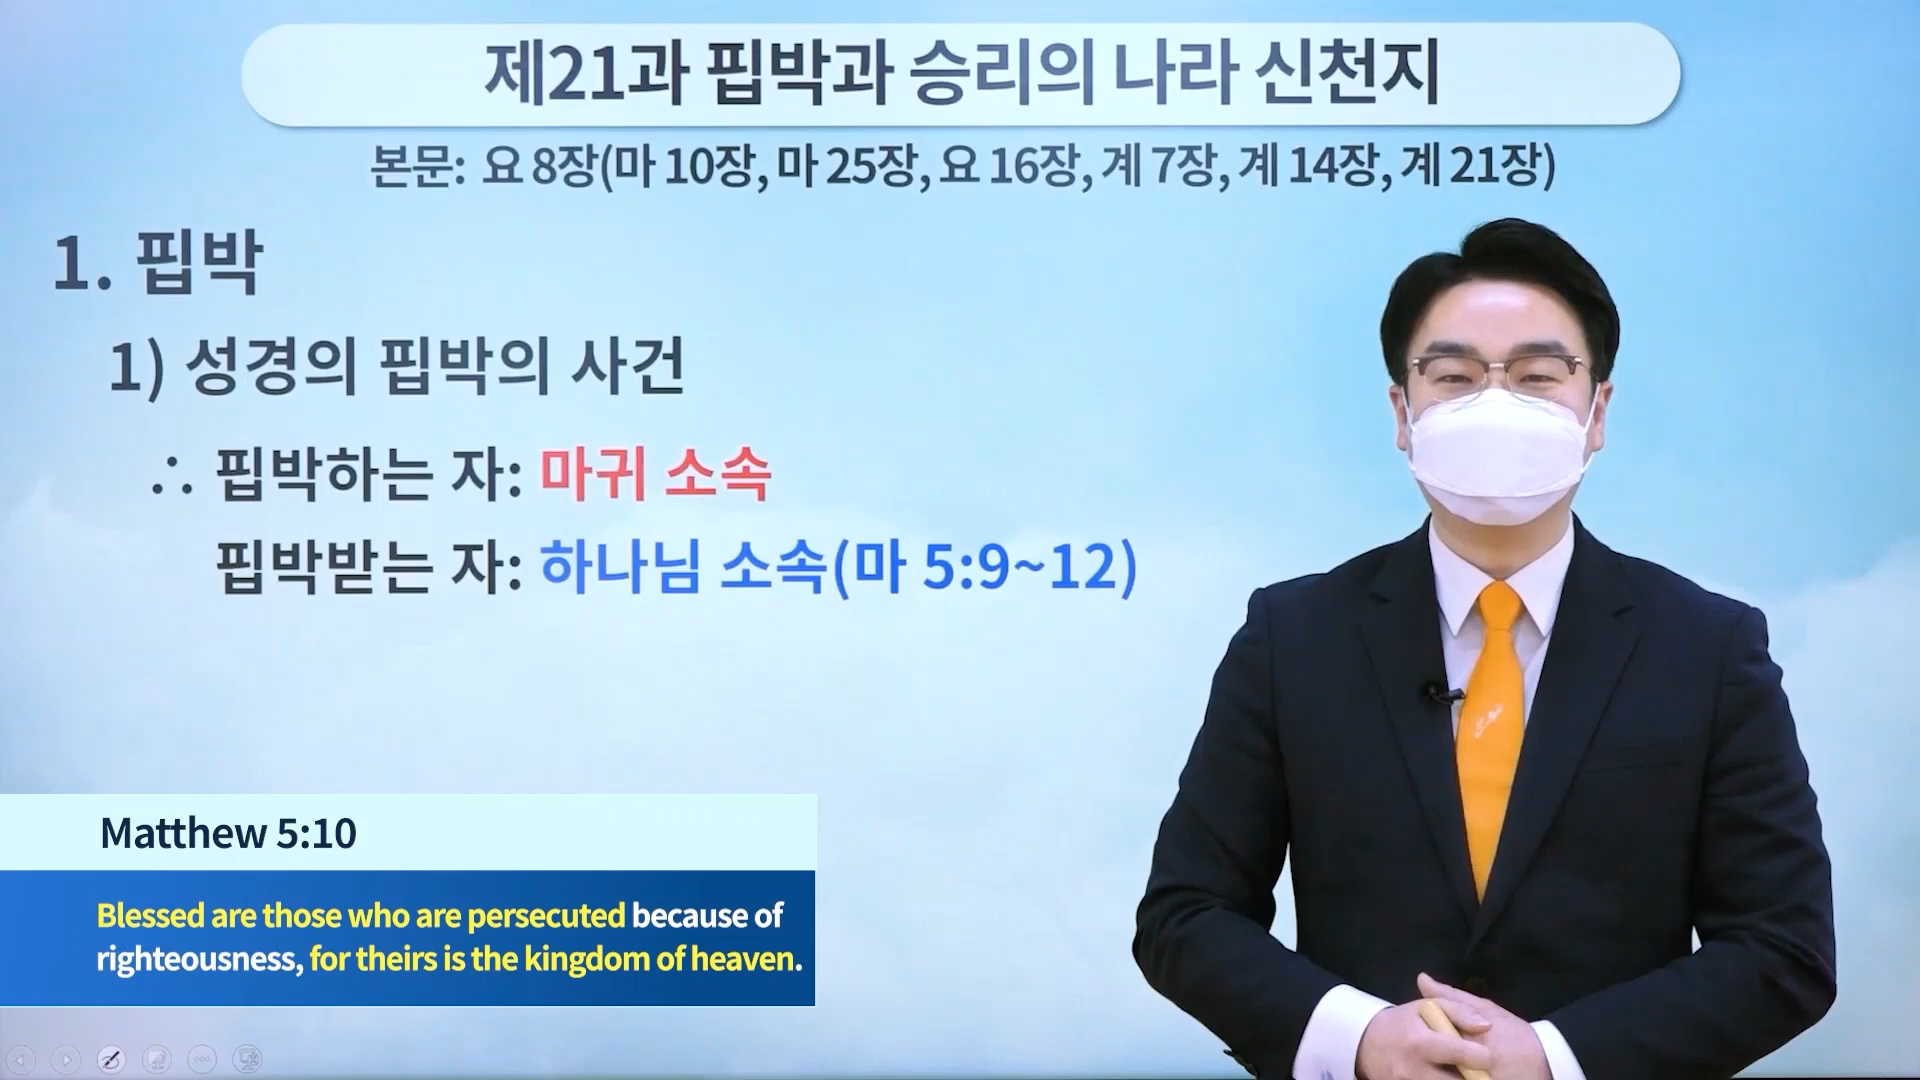 제21과 핍박과 승리의 나라 신천지
본문: 요 8장(마 10장, 마 25장, 요 16장, 계 7장, 계 14장, 계 21장)
1. 핍박
1) 성경의 핍박의 사건
∴ 핍박하는 자: 마귀 소속
핍박받는 자: 하나님 소속(마 5:9~12)
Matthew 5:10
Blessed are those who are persecuted because of
righteousness, for theirs is the kingdom of heaven.